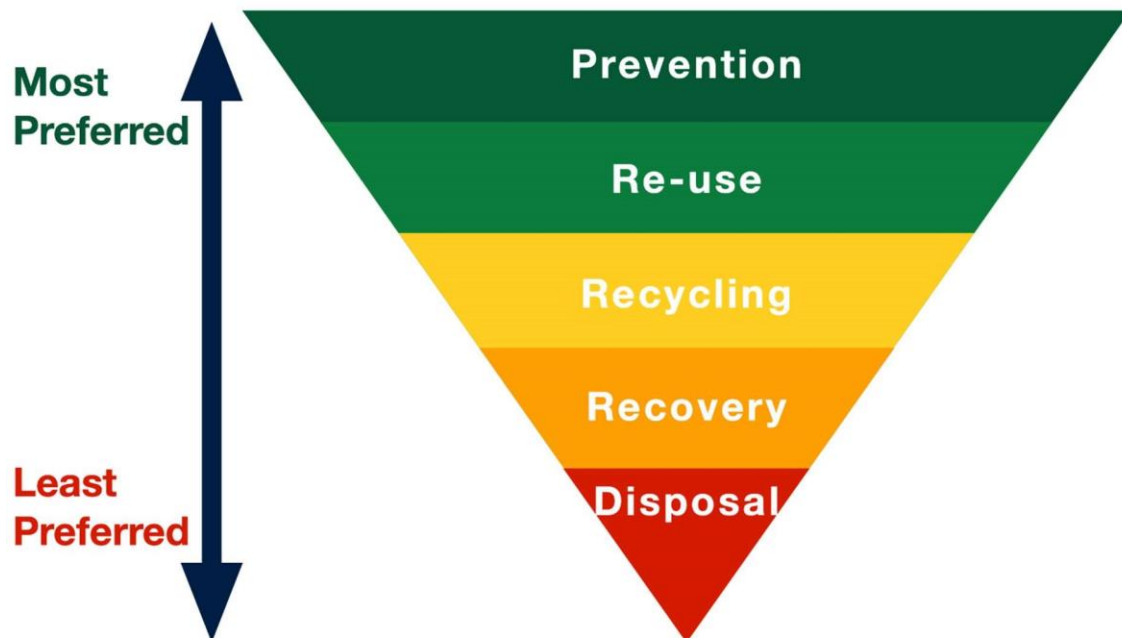 Most
Preferred
Prevention
Re-use
Recycling
Recovery
Disposal
Least
Preferred